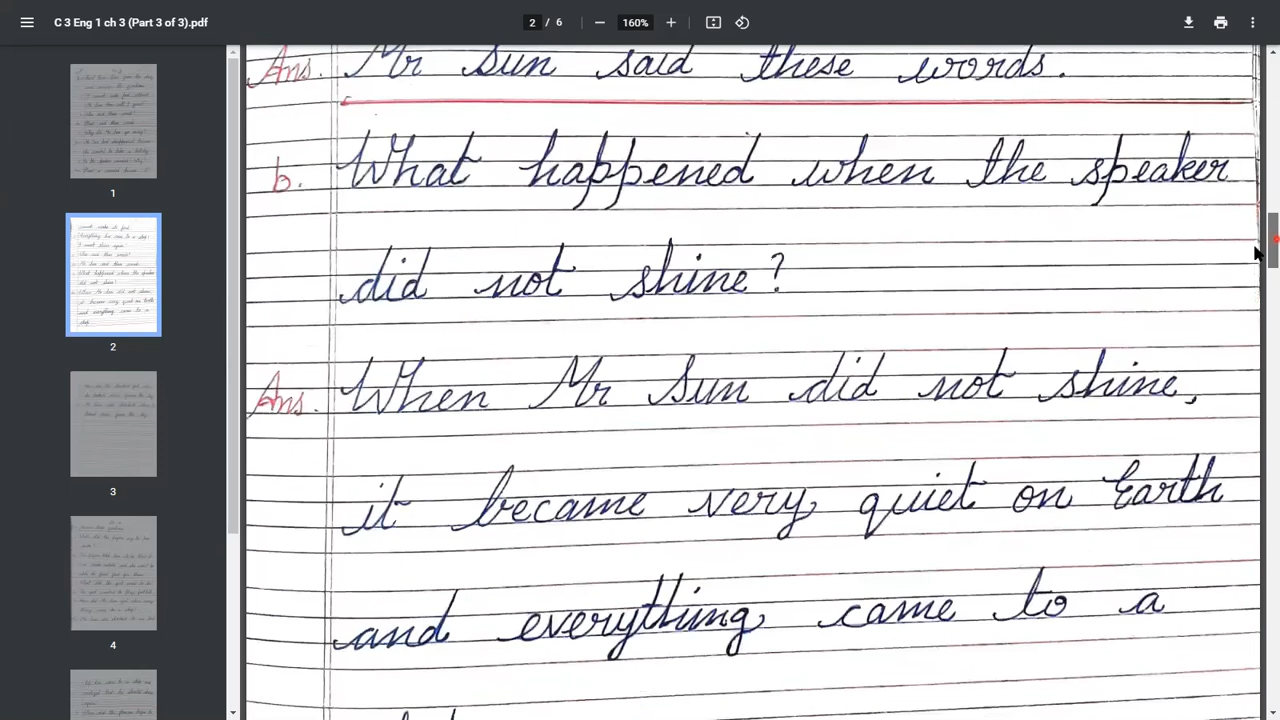 C 3 Eng 1 ch 3 (Part 3 of 3).pdf
2 / 6
160%
1
2
3
4
Ans. Mr Sun said these words.
b. What happened when the speaker
did not shine?
Ans. When Mr Sun did not shine,
it became very quiet on Earth
and everything came to a